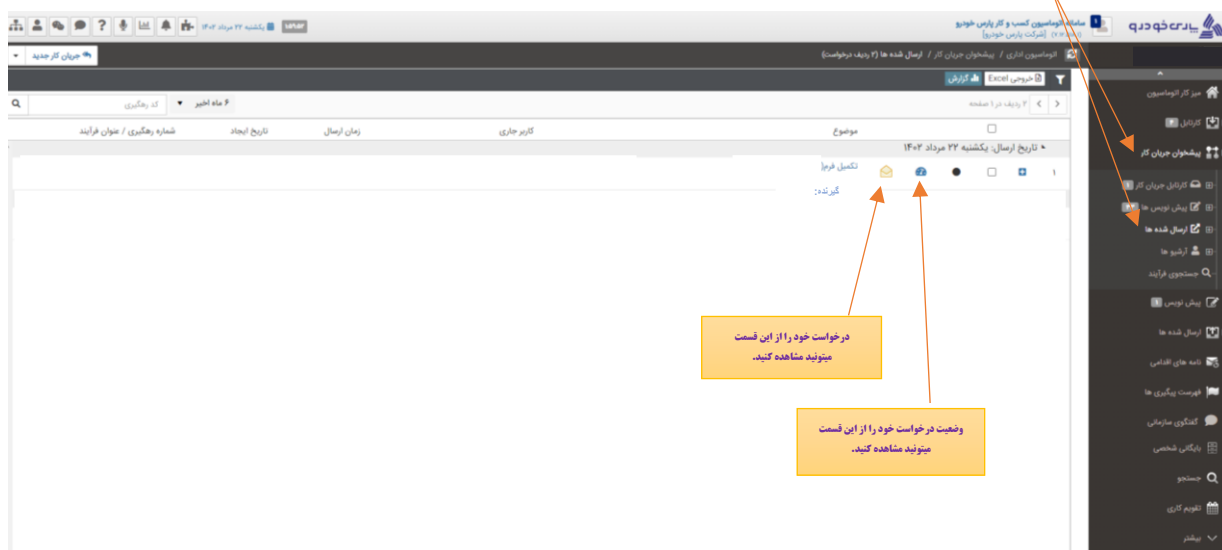 پارس خودرو
سامانه اتوماسیون کسب و کار پارس خودرو
[شرکت پارس خودرو]
یکشنبه ۲۲ مرداد ۱۴۰۲
sensor
اتوماسیون اداری / پیشخوان جریان کار / ارسال شده ها (۲ ردیف درخواست)
جریان کار جدید
خروجی Excel
گزارش
۲ ردیف در ۱ صفحه
۶ ماه اخیر
کد رهگیری
موضوع
کاربر جاری
زمان ارسال
تاریخ ایجاد
شماره رهگیری / عنوان فرآیند
تاریخ ارسال: یکشنبه ۲۲ مرداد ۱۴۰۲
۱
تکمیل فرم[
گیرنده:
درخواست خود را از این قسمت
میتونید مشاهده کنید.
وضعیت درخواست خود را از این قسمت
میتونید مشاهده کنید.
میز کار اتوماسیون
کارتابل
پیشخوان جریان کار
کارتابل جریان کار ۱
پیش نویس ها
ارسال شده ها
آرشیو ها
جستجوی فرآیند
پیش نویس ۱
ارسال شده ها
نامه های اقدامی
فهرست پیگیری ها
گفتگوی سازمانی
بایگانی شخصی
جستجو
تقویم کاری
بیشتر